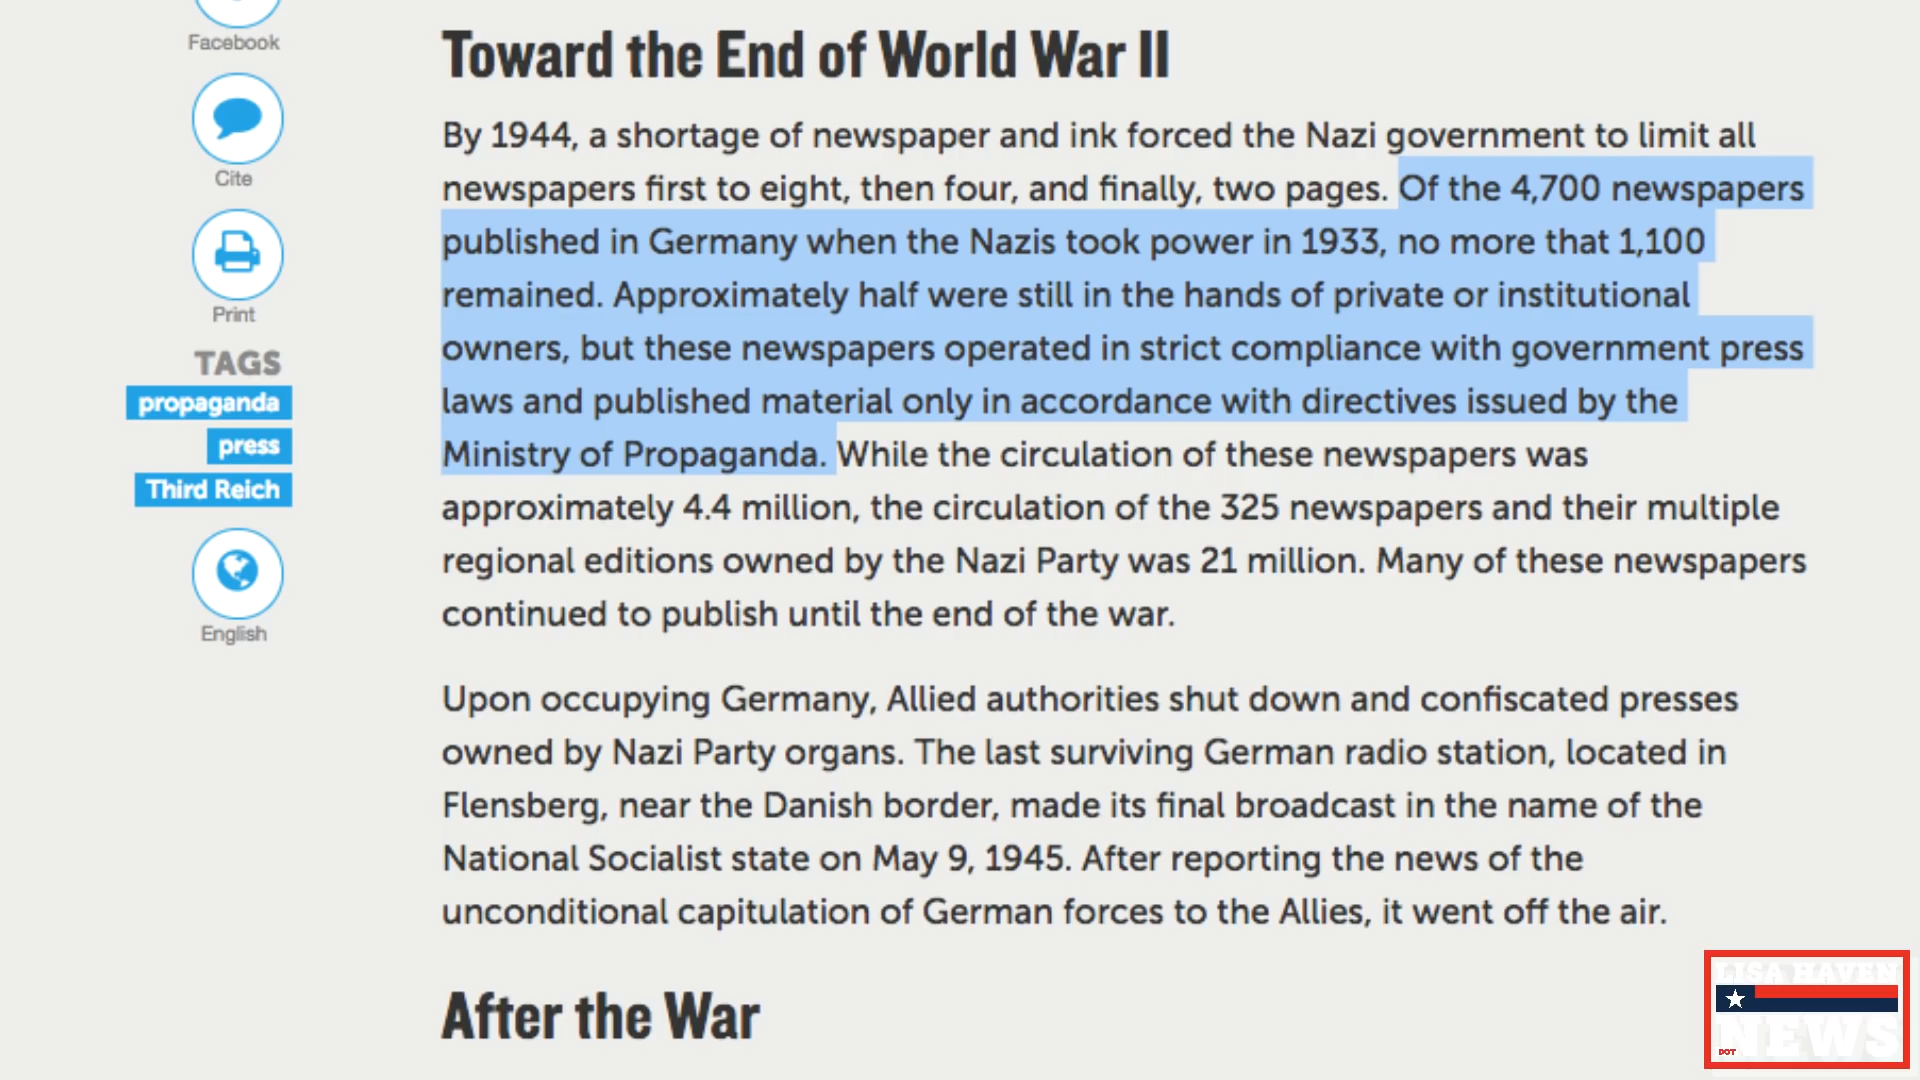 Facebook
Cite
Print
TAGS
propaganda
press
Third Reich
English
Toward the End of World War II
By 1944, a shortage of newspaper and ink forced the Nazi government to limit all
newspapers first to eight, then four, and finally, two pages. Of the 4,700 newspapers
published in Germany when the Nazis took power in 1933, no more that 1,100
remained. Approximately half were still in the hands of private or institutional
owners, but these newspapers operated in strict compliance with government press
laws and published material only in accordance with directives issued by the
Ministry of Propaganda. While the circulation of these newspapers was
approximately 4.4 million, the circulation of the 325 newspapers and their multiple
regional editions owned by the Nazi Party was 21 million. Many of these newspapers
continued to publish until the end of the war.
Upon occupying Germany, Allied authorities shut down and confiscated presses
owned by Nazi Party organs. The last surviving German radio station, located in
Flensberg, near the Danish border, made its final broadcast in the name of the
National Socialist state on May 9, 1945. After reporting the news of the
unconditional capitulation of German forces to the Allies, it went off the air.
After the War
LISA HAVEN
DOT NEWS